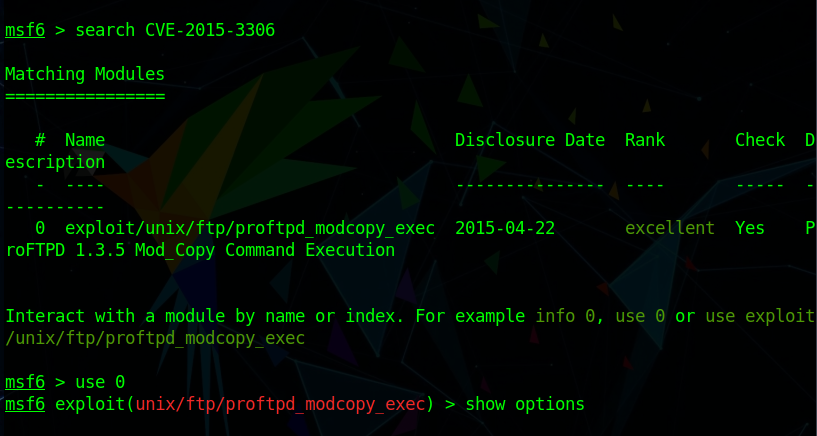 msf6 > search CVE-2015-3306
Matching Modules
================
# Name Disclosure Date Rank Check D
escription
- ---- --------------- ---- ----- -
----------
0 exploit/unix/ftp/proftpd_modcopy_exec 2015-04-22 excellent Yes P
roFTPD 1.3.5 Mod_Copy Command Execution
Interact with a module by name or index. For example info 0, use 0 or use exploit
/unix/ftp/proftpd_modcopy_exec
msf6 > use 0
msf6 exploit(unix/ftp/proftpd_modcopy_exec) > show options